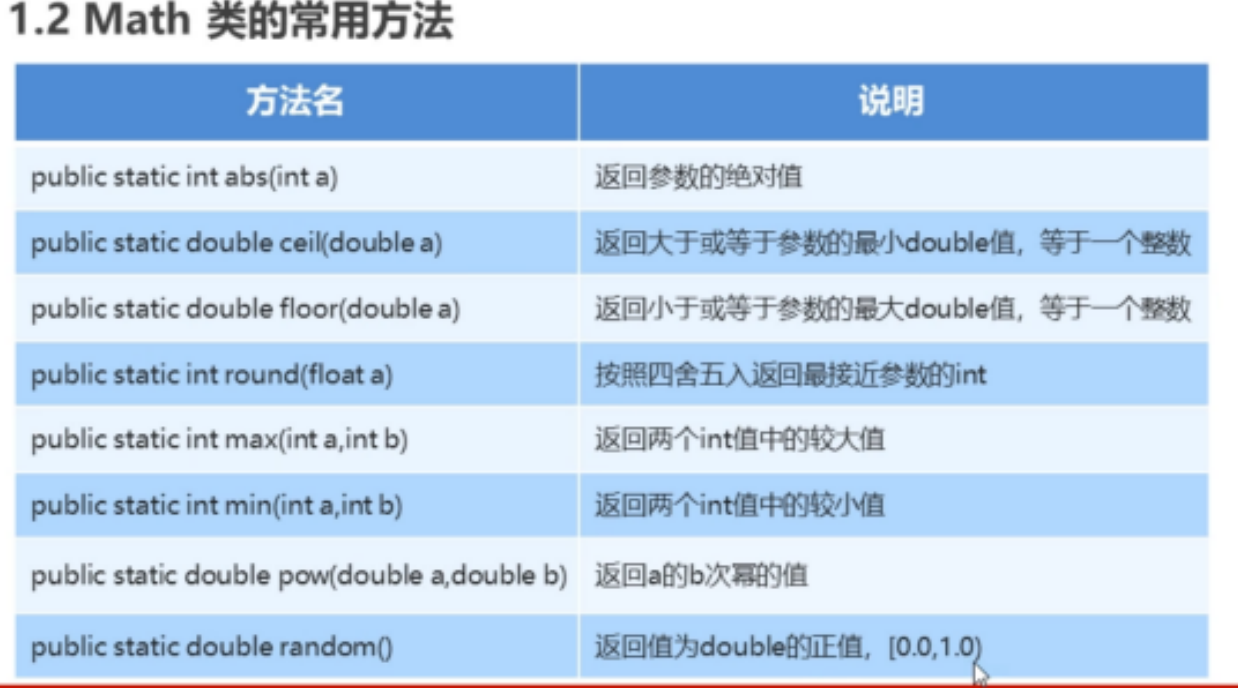 1.2 Math 类的常用方法
方法名 说明
public static int abs(int a) 返回参数的绝对值
public static double ceil(double a) 返回大于或等于参数的最小double值，等于一个整数
public static double floor(double a) 返回小于或等于参数的最大double值，等于一个整数
public static int round(float a) 按照四舍五入返回最接近参数的int
public static int max(int a,int b) 返回两个int值中的较大值
public static int min(int a,int b) 返回两个int值中的较小值
public static double pow(double a,double b) 返回a的b次幂的值
public static double random() 返回值为double的正值，[0.0,1.0)